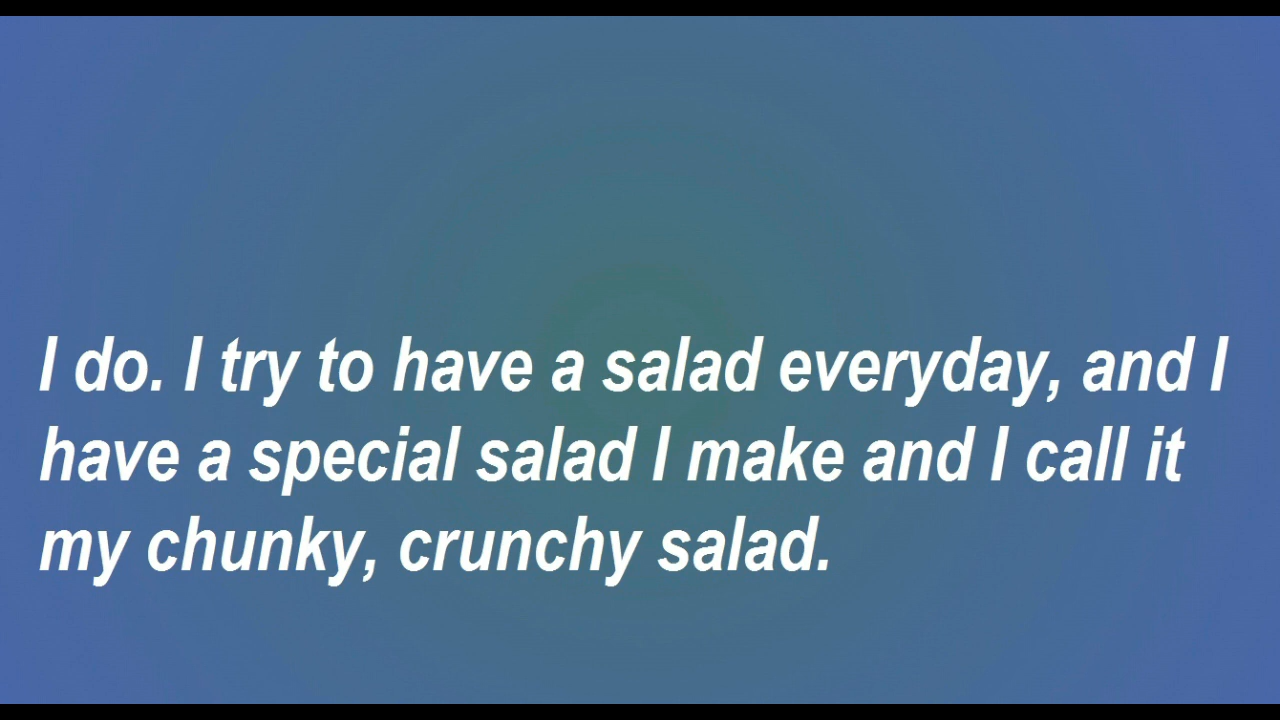 I do. I try to have a salad everyday, and I
have a special salad I make and I call it
my chunky, crunchy salad.